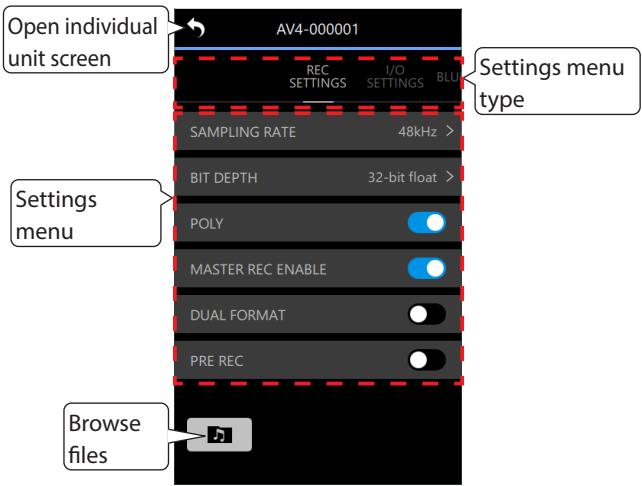 Open individual
unit screen
AV4-000001
REC
SETTINGS
I/O
SETTINGS
BLU
Settings menu
type
SAMPLING RATE 48kHz >
BIT DEPTH 32-bit float >
Settings
menu
POLY
MASTER REC ENABLE
DUAL FORMAT
PRE REC
Browse
files